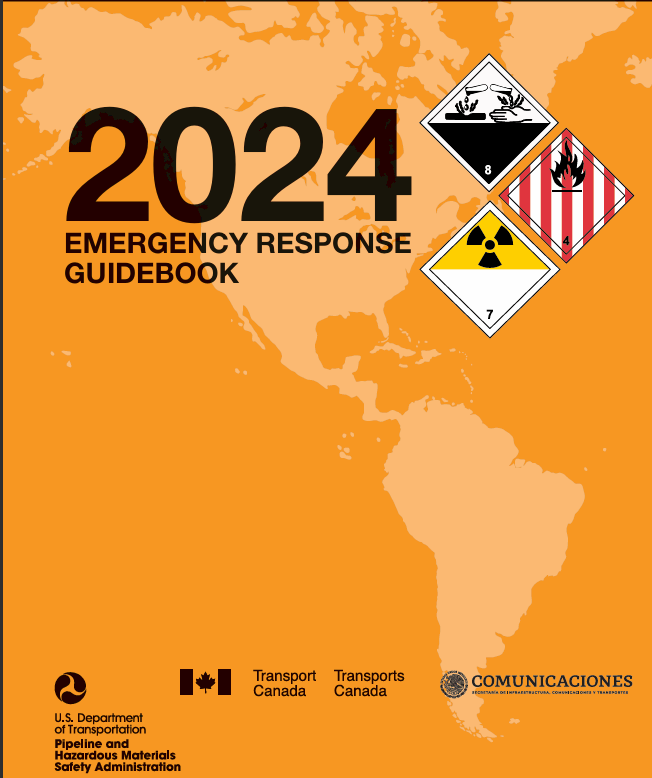 2024
EMERGENCY RESPONSE
GUIDEBOOK
8
4
7
U.S. Department
of Transportation
Pipeline and
Hazardous Materials
Safety Administration
Transport
Canada
Transports
Canada
COMUNICACIONES
SECRETARÍA DE INFRAESTRUCTURA, COMUNICACIONES Y TRANSPORTES